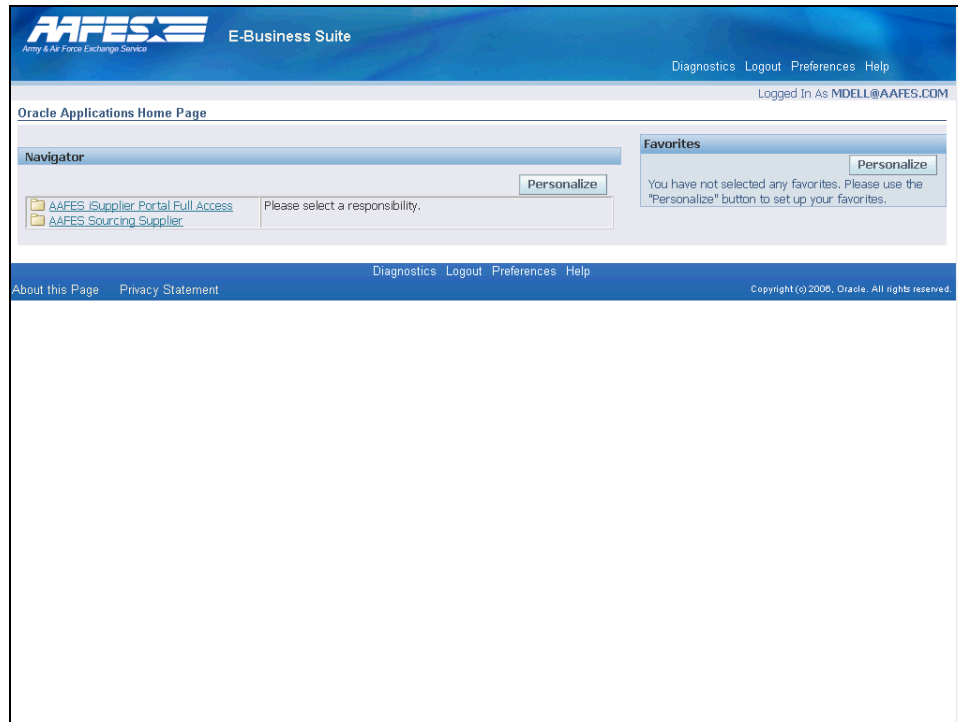 AAFES
Army & Air Force Exchange Service
E-Business Suite
Diagnostics Logout Preferences Help
Logged In As MDELL@AAFES.COM
Oracle Applications Home Page
Navigator
Personalize
AAFES iSupplier Portal Full Access
AAFES Sourcing Supplier
Please select a responsibility.
Favorites
Personalize
You have not selected any favorites. Please use the
"Personalize" button to set up your favorites.
Diagnostics Logout Preferences Help
About this Page Privacy Statement
Copyright (c) 2006, Oracle. All rights reserved.